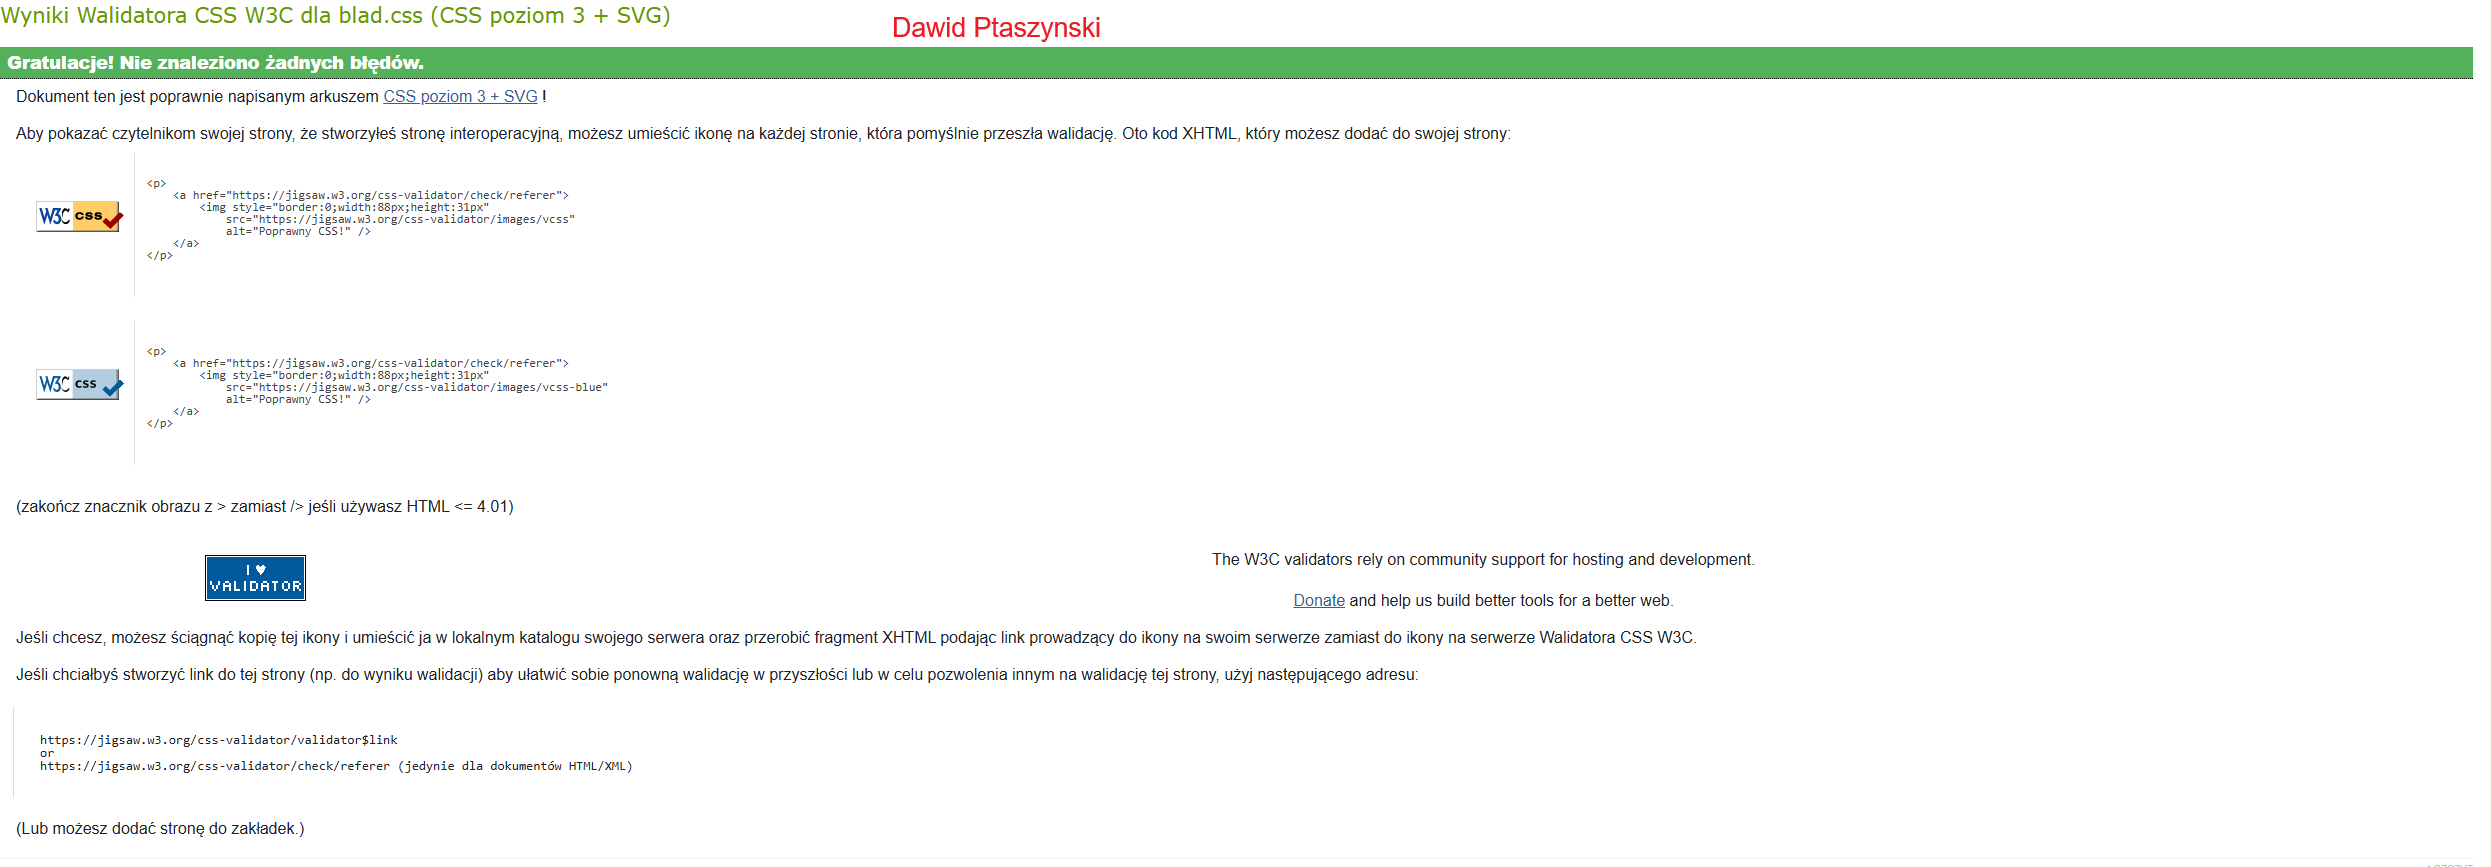 Wyniki Walidatora CSS W3C dla blad.css (CSS poziom 3 + SVG)
Dawid Ptaszynski
Gratulacje! Nie znaleziono żadnych błędów.
Dokument ten jest poprawnie napisanym arkuszem CSS poziom 3 + SVG !
Aby pokazać czytelnikom swojej strony, że stworzyłeś stronę interoperacyjną, możesz umieścić ikonę na każdej stronie, która pomyślnie przeszła walidację. Oto kod XHTML, który możesz dodać do swojej strony:
W3C css
<p>
<a href="https://jigsaw.w3.org/css-validator/check/referer">
<img style="border:0;width:88px;height:31px"
src="https://jigsaw.w3.org/css-validator/images/vcss"
alt="Poprawny CSS!" />
</a>
</p>
W3C css
<p>
<a href="https://jigsaw.w3.org/css-validator/check/referer">
<img style="border:0;width:88px;height:31px"
src="https://jigsaw.w3.org/css-validator/images/vcss-blue"
alt="Poprawny CSS!" />
</a>
</p>
(zakończ znacznik obrazu z > zamiast /> jeśli używasz HTML <= 4.01)
I ♥
VALIDATOR
The W3C validators rely on community support for hosting and development.
Donate and help us build better tools for a better web.
Jeśli chcesz, możesz ściągnąć kopię tej ikony i umieścić ja w lokalnym katalogu swojego serwera oraz przerobić fragment XHTML podając link prowadzący do ikony na swoim serwerze zamiast do ikony na serwerze Walidatora CSS W3C.
Jeśli chciałbyś stworzyć link do tej strony (np. do wyniku walidacji) aby ułatwić sobie ponowną walidację w przyszłości lub w celu pozwolenia innym na walidację tej strony, użyj następującego adresu:
https://jigsaw.w3.org/css-validator/validator$link
or
https://jigsaw.w3.org/css-validator/check/referer (jedynie dla dokumentów HTML/XML)
(Lub możesz dodać stronę do zakładek.)